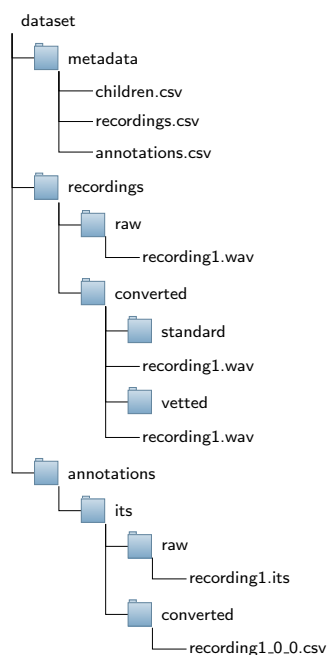 dataset
metadata
children.csv
recordings.csv
annotations.csv
recordings
raw
recording1.wav
converted
standard
recording1.wav
vetted
recording1.wav
annotations
its
raw
recording1.its
converted
recording1_0_0.csv